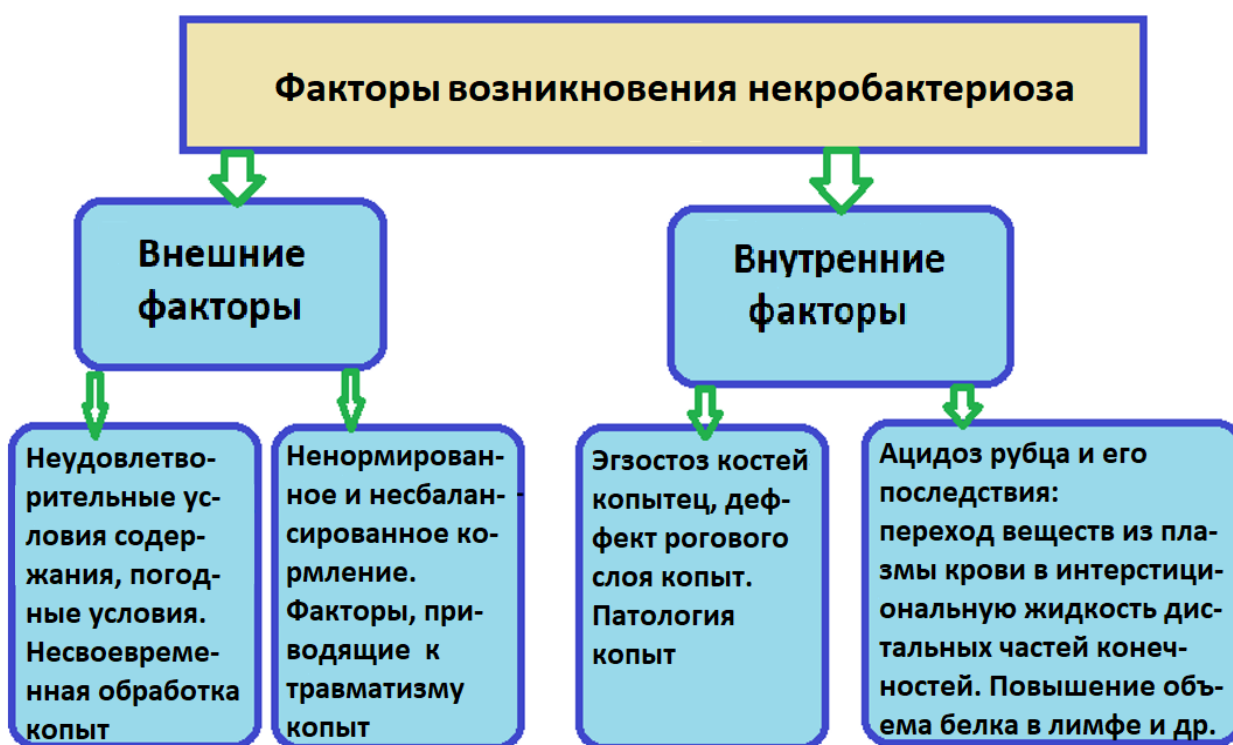 Факторы возникновения некробактериоза
Внешние
факторы
Внутренние
факторы
Неудовлетво-
рительные ус-
ловия содер-
жания, погод-
ные условия.
Несвоевреме-
нная обработка
копыт
Ненормирован-
ное и несбалан-
сированное ко-
рмление.
Факторы, при-
водящие к
травматизму
копыт
Эгзостоз костей
копытец, деф-
фект рогового
слоя копыт.
Патология
копыт
Ацидоз рубца и его
последствия:
переход веществ из пла-
змы крови в интерстици-
ональную жидкость дис-
тальных частей конеч-
ностей. Повышение объ-
ема белка в лимфе и др.